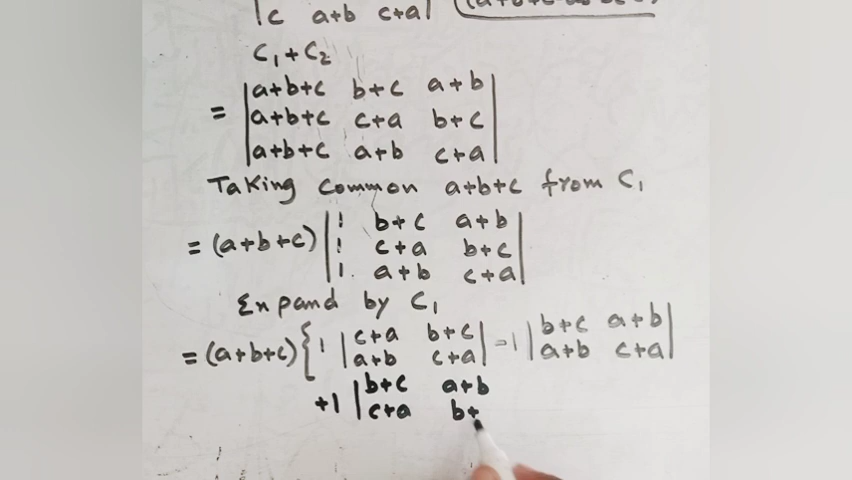 |c a+b c+a|
C₁+C₂
= |a+b+c b+c a+b|
|a+b+c c+a b+c|
|a+b+c a+b c+a|
Taking common a+b+c from C₁
= (a+b+c) |1 b+c a+b|
|1 c+a b+c|
|1. a+b c+a|
Expand by C₁
= (a+b+c) { 1 |c+a b+c| -1 |b+c a+b|
|a+b c+a| |a+b c+a|
+1 |b+c a+b
|c+a b+